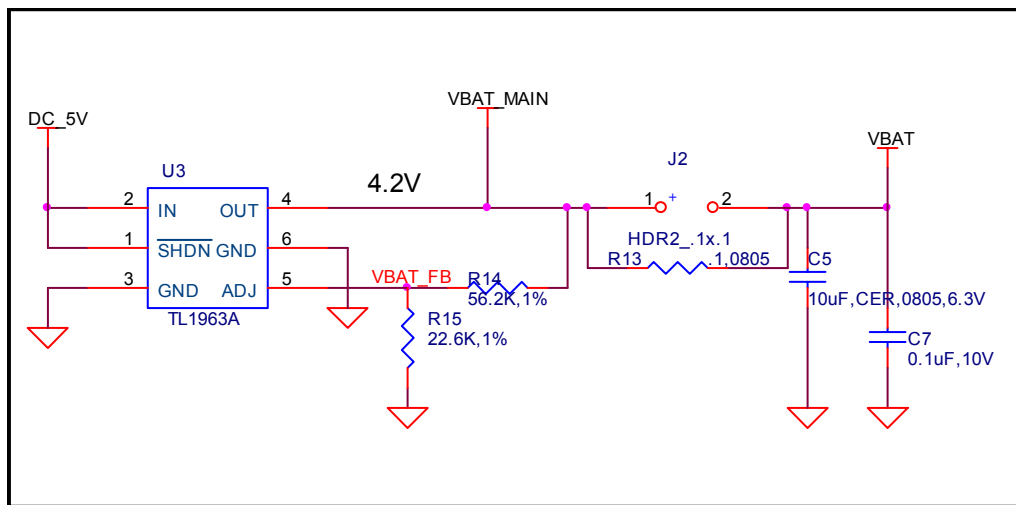 VBAT_MAIN
DC_5V
VBAT
J2
U3
4.2V
2 IN OUT 4
1 + 2
1 SHDN GND 6
HDR2_.1x.1
R13 .1,0805
C5
3 GND ADJ 5
VBAT_FB
R14
56.2K,1%
10uF,CER,0805,6.3V
TL1963A
R15
22.6K,1%
C7
0.1uF,10V